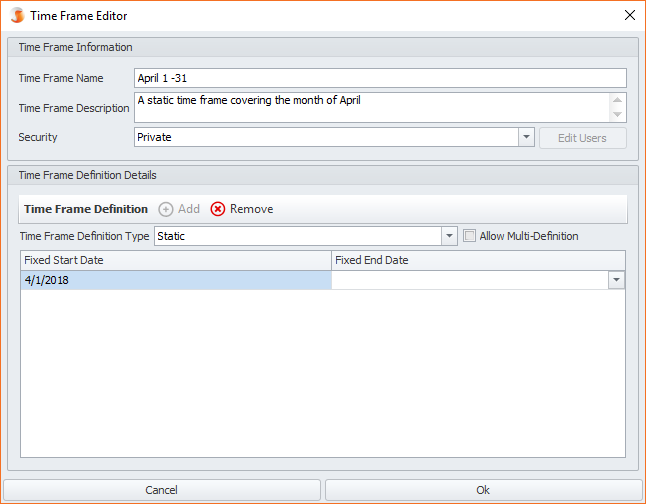 Time Frame Editor
Time Frame Information
Time Frame Name April 1 -31
Time Frame Description A static time frame covering the month of April
Security Private Edit Users
Time Frame Definition Details
Time Frame Definition Add Remove
Time Frame Definition Type Static Allow Multi-Definition
Fixed Start Date Fixed End Date
4/1/2018
Cancel Ok